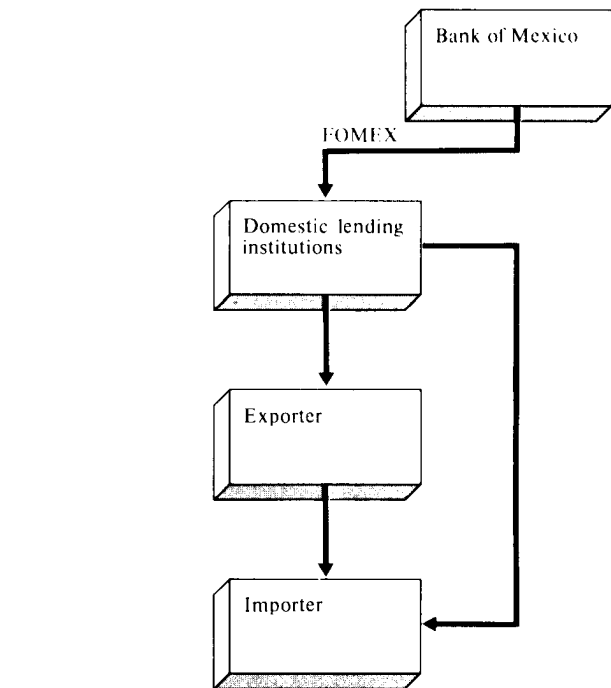 Bank of Mexico
FOMEX
Domestic lending
institutions
Exporter
Importer